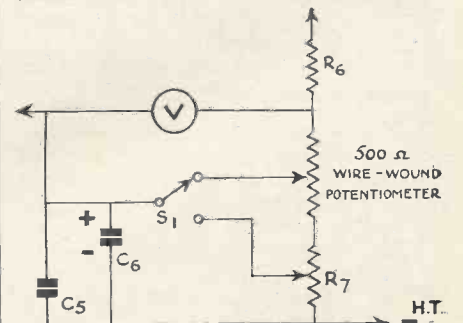 R6
V
500 Ω
WIRE-WOUND
POTENTIOMETER
S1
+
-
C6
R7
C5
H.T.
-